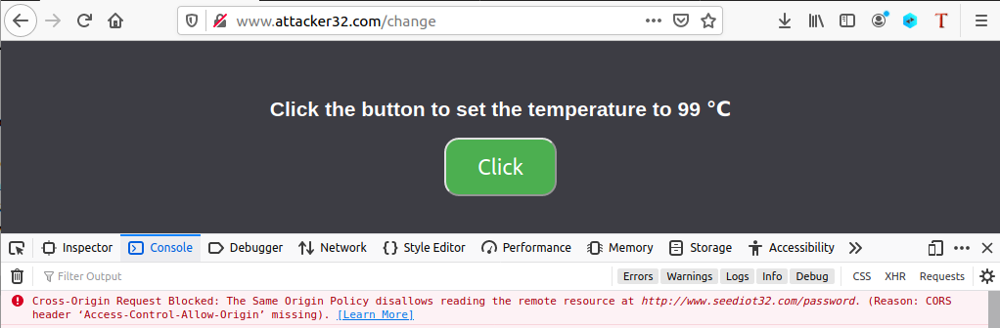 www.attacker32.com/change
Click the button to set the temperature to 99 °C
Click
Inspector Console Debugger Network Style Editor Performance Memory Storage Accessibility
Filter Output Errors Warnings Logs Info Debug CSS XHR Requests
Cross-Origin Request Blocked: The Same Origin Policy disallows reading the remote resource at http://www.seediot32.com/password. (Reason: CORS
header ‘Access-Control-Allow-Origin’ missing). [Learn More]